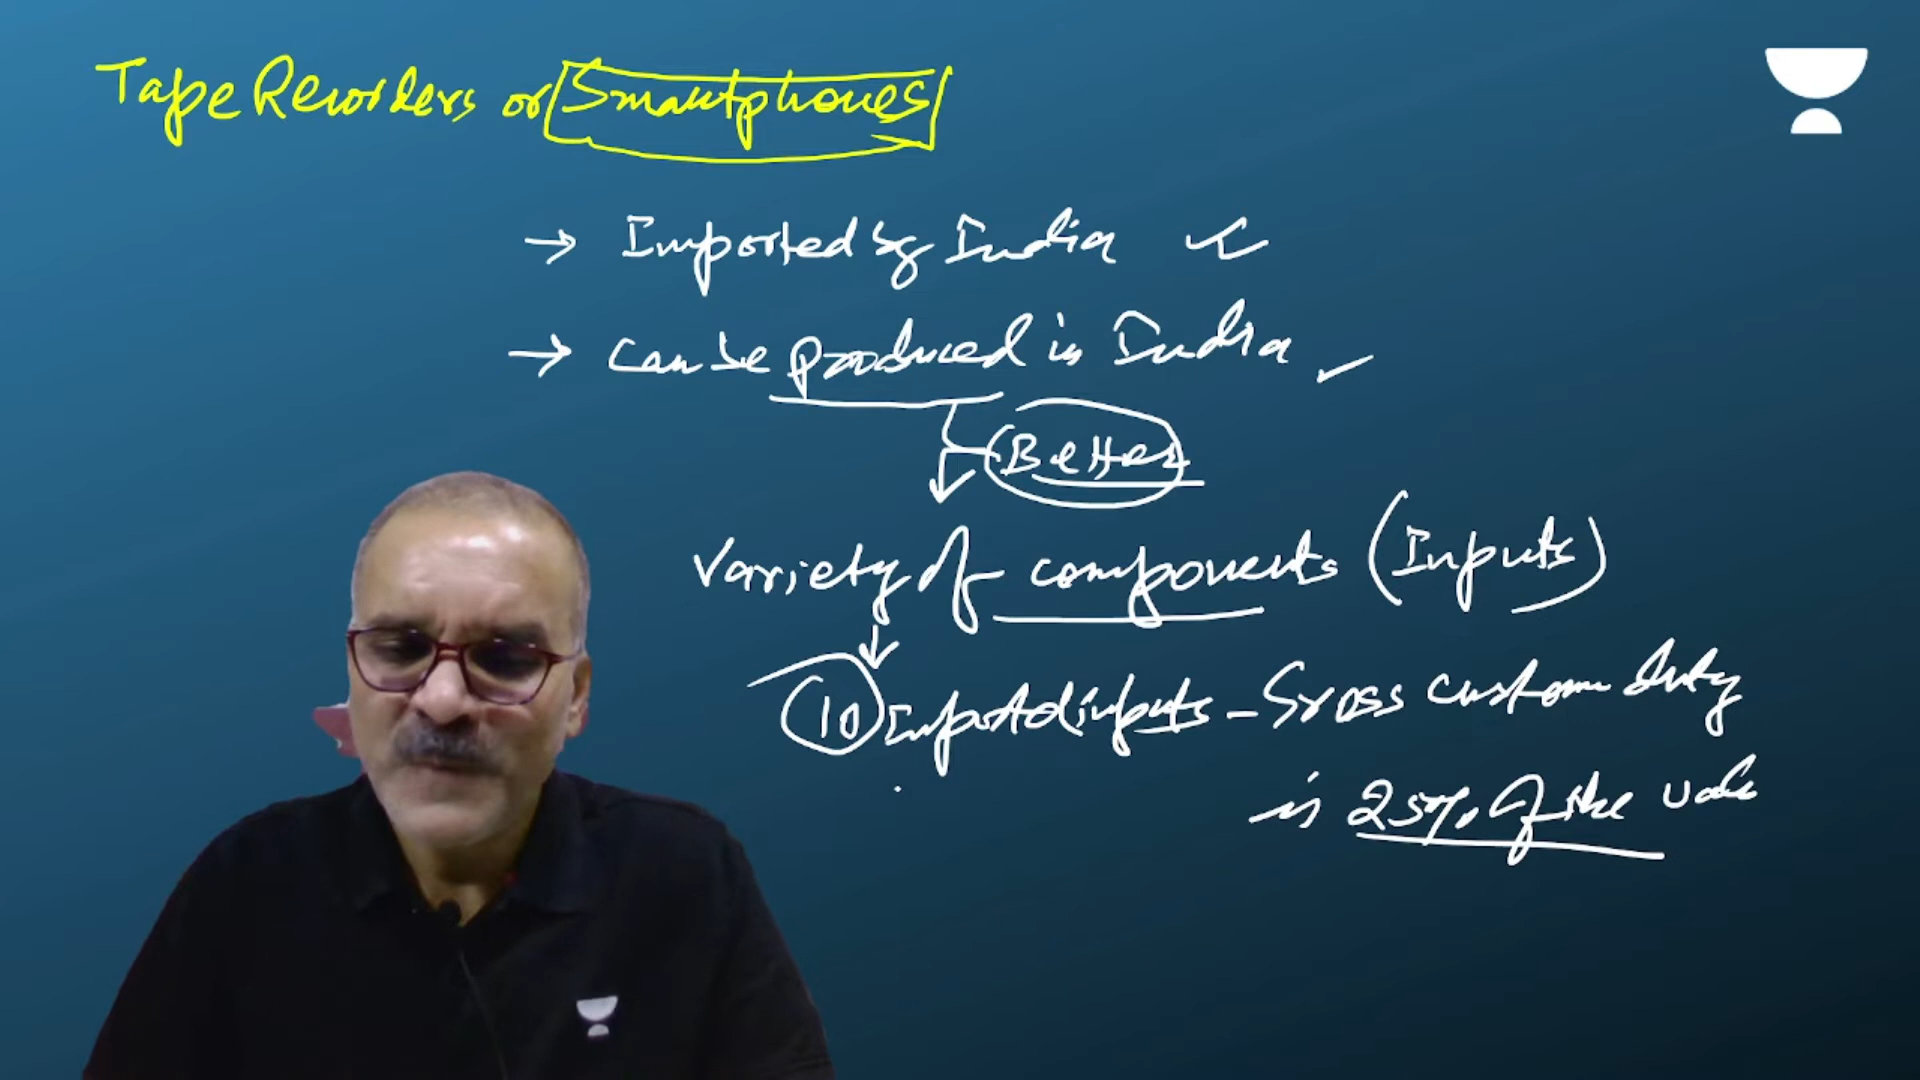 Tape Recorders or Smartphones
→ Imported by India ✓
→ Can be produced in India ✓
Better
Variety of components (Inputs)
10 imported inputs - Gross custom duty
is 25% of the value